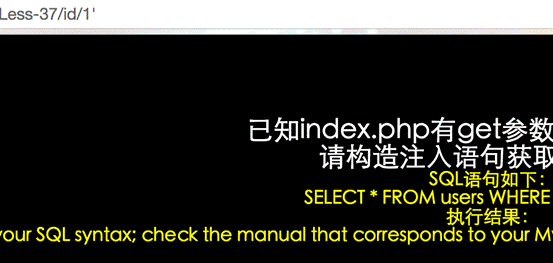 Less-37/id/1'
已知index.php有get参数
请构造注入语句获取
SQL语句如下:
SELECT * FROM users WHERE
执行结果:
your SQL syntax; check the manual that corresponds to your My